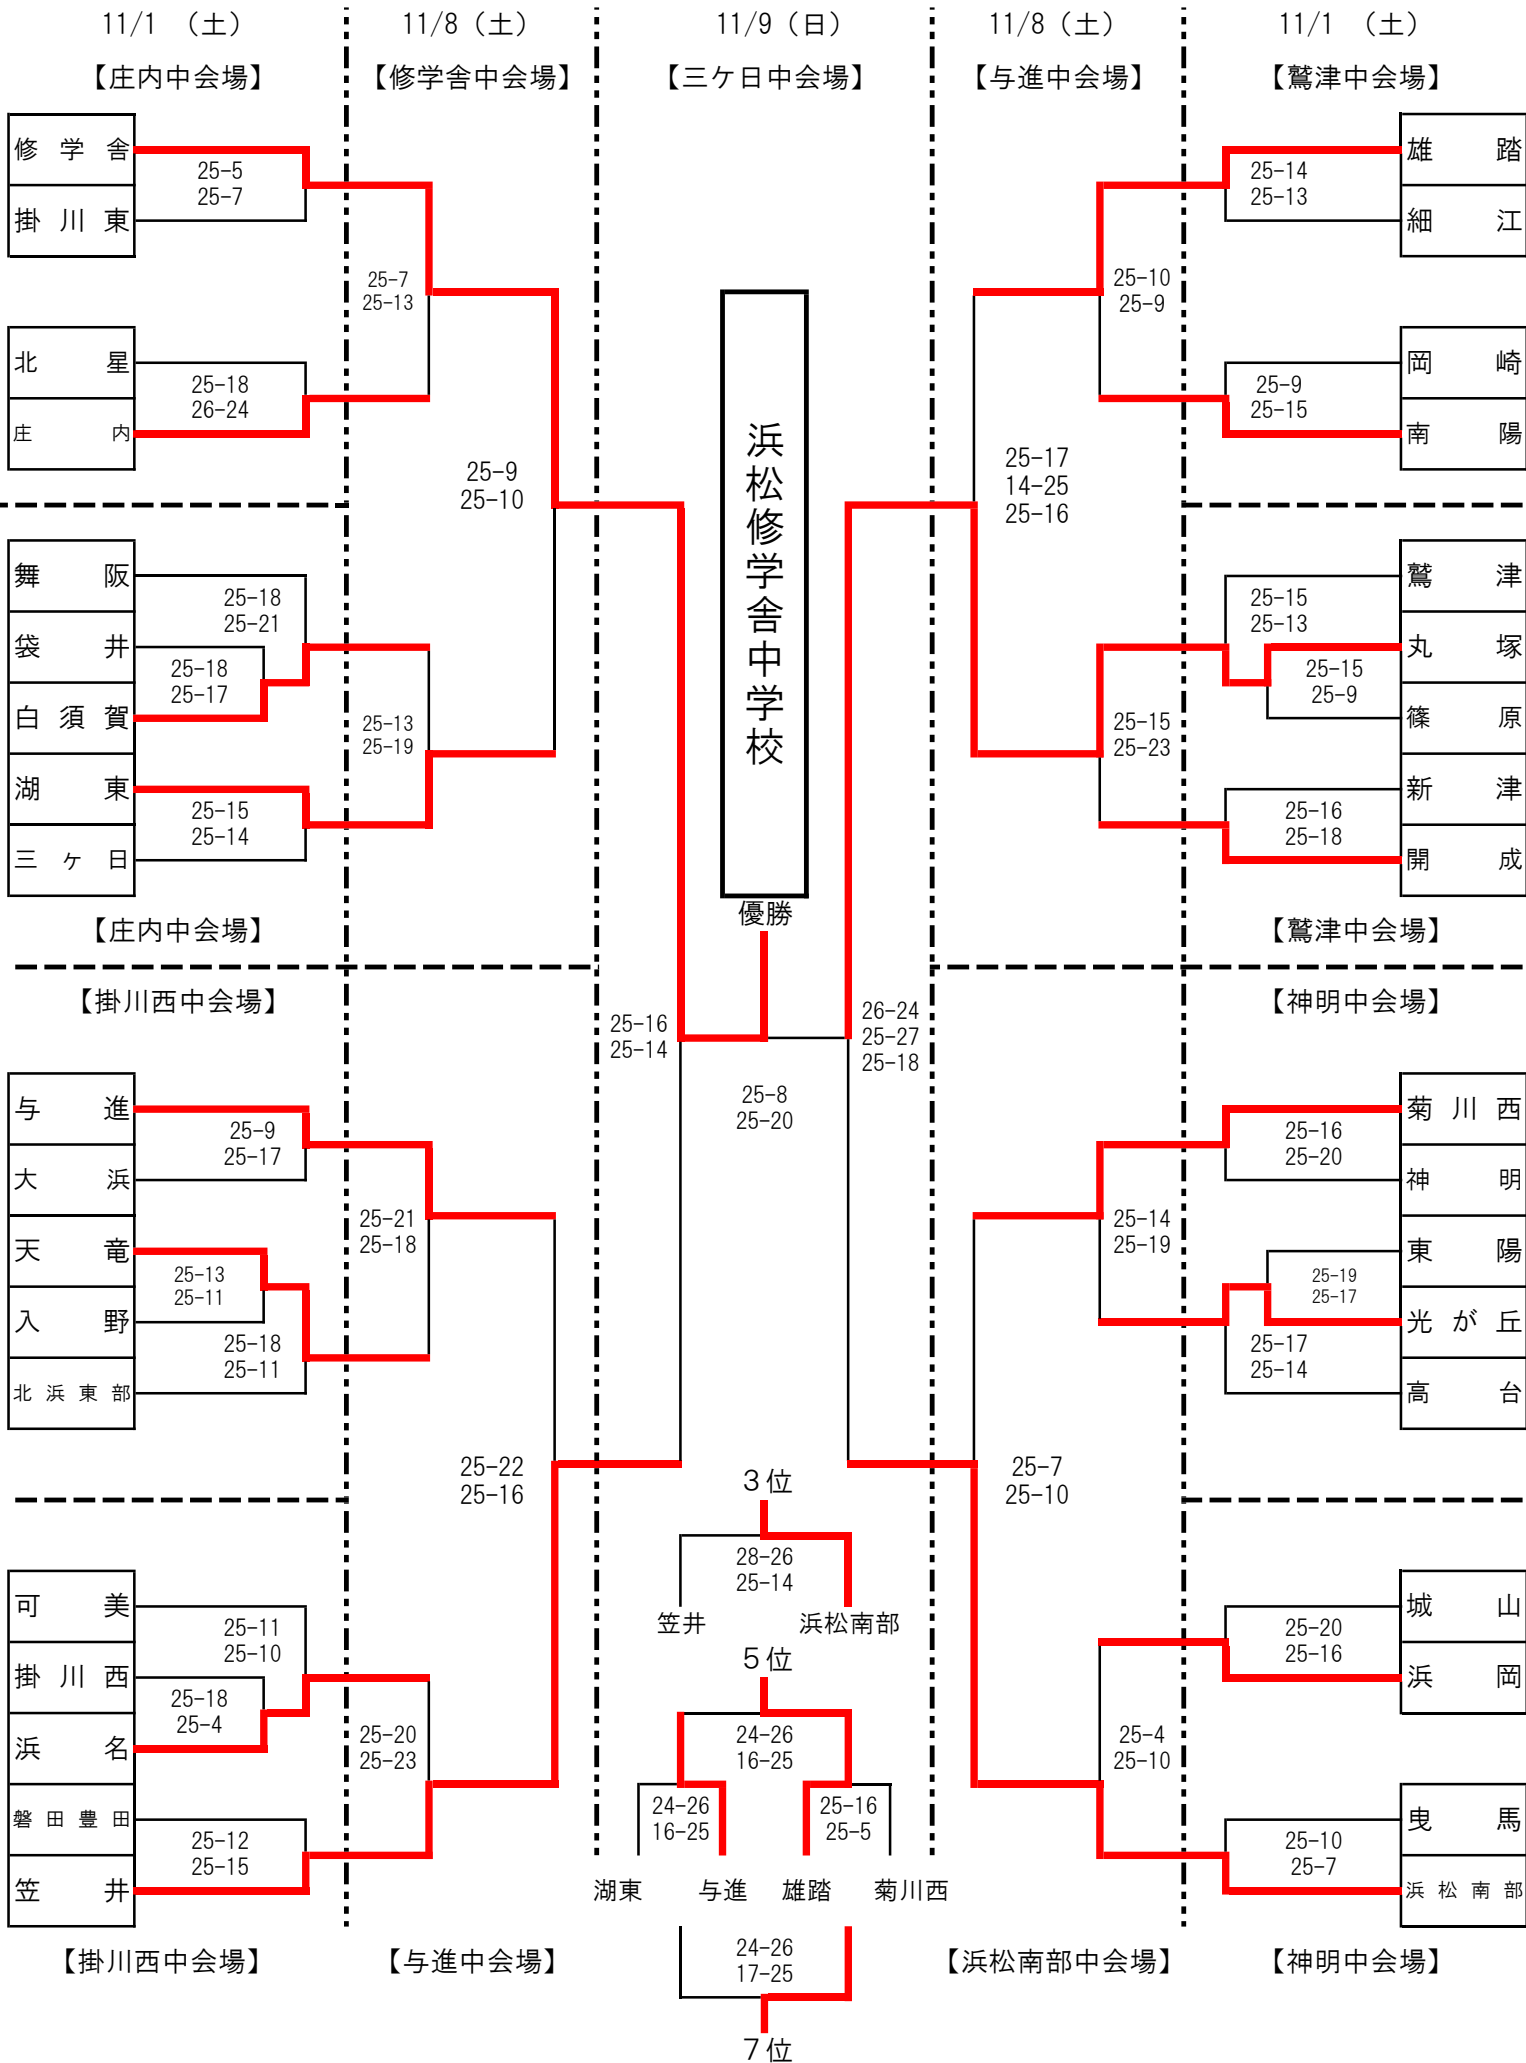 11/1 （土）
11/8（土）
11/9（日）
11/8（土）
11/1 （土）
【庄内中会場】
【修学舎中会場】
【三ケ日中会場】
【与進中会場】
【鷲津中会場】
修学舎
25-5
25-7
掛川東
25-7
25-13
北星
25-18
26-24
庄内
25-9
25-10
舞阪
25-18
25-21
袋井
25-18
25-17
白須賀
25-13
25-19
湖東
25-15
25-14
三ヶ日
【庄内中会場】
【掛川西中会場】
与進
25-9
25-17
大浜
25-21
25-18
天竜
25-13
25-11
入野
25-18
25-11
北浜東部
25-22
25-16
可美
25-11
25-10
掛川西
25-18
25-4
浜名
25-20
25-23
磐田豊田
25-12
25-15
笠井
【掛川西中会場】
【与進中会場】
浜松修学舎中学校
優勝
25-16
25-14
26-24
25-27
25-18
25-8
25-20
3位
28-26
25-14
笠井
浜松南部
5位
24-26
16-25
24-26
16-25
25-16
25-5
湖東
与進
雄踏
菊川西
24-26
17-25
7位
雄踏
25-14
25-13
細江
25-10
25-9
岡崎
25-9
25-15
南陽
25-17
14-25
25-16
鷲津
25-15
25-13
丸塚
25-15
25-9
篠原
25-15
25-23
新津
25-16
25-18
開成
【鷲津中会場】
【神明中会場】
菊川西
25-16
25-20
神明
25-14
25-19
東陽
25-19
25-17
光が丘
25-17
25-14
高台
25-7
25-10
城山
25-20
25-16
浜岡
25-4
25-10
曳馬
25-10
25-7
浜松南部
【浜松南部中会場】
【神明中会場】